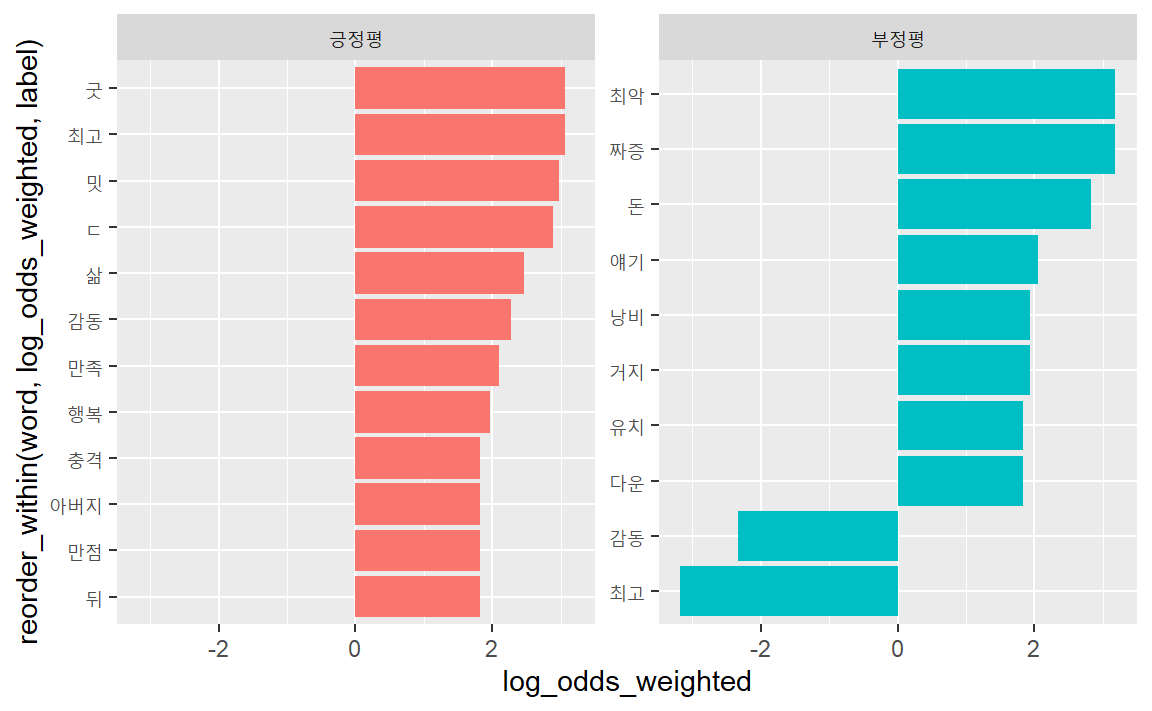 긍정평
부정평
reorder_within(word, log_odds_weighted, label)
굿
최고
밋
ㄷ
삶
감동
만족
행복
충격
아버지
만점
뒤
최악
짜증
돈
얘기
낭비
거지
유치
다운
감동
최고
-2 0 2
-2 0 2
log_odds_weighted